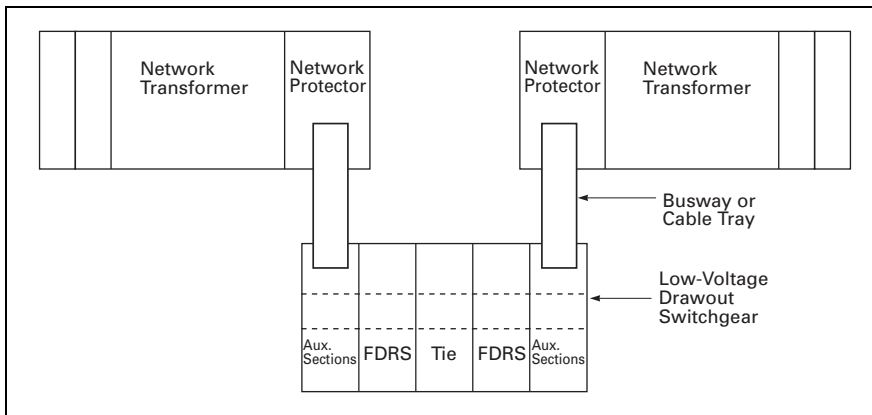 Network
Transformer
Network
Protector
Network
Protector
Network
Transformer
Busway or
Cable Tray
Low-Voltage
Drawout
Switchgear
Aux.
Sections
FDRS
Tie
FDRS
Aux.
Sections